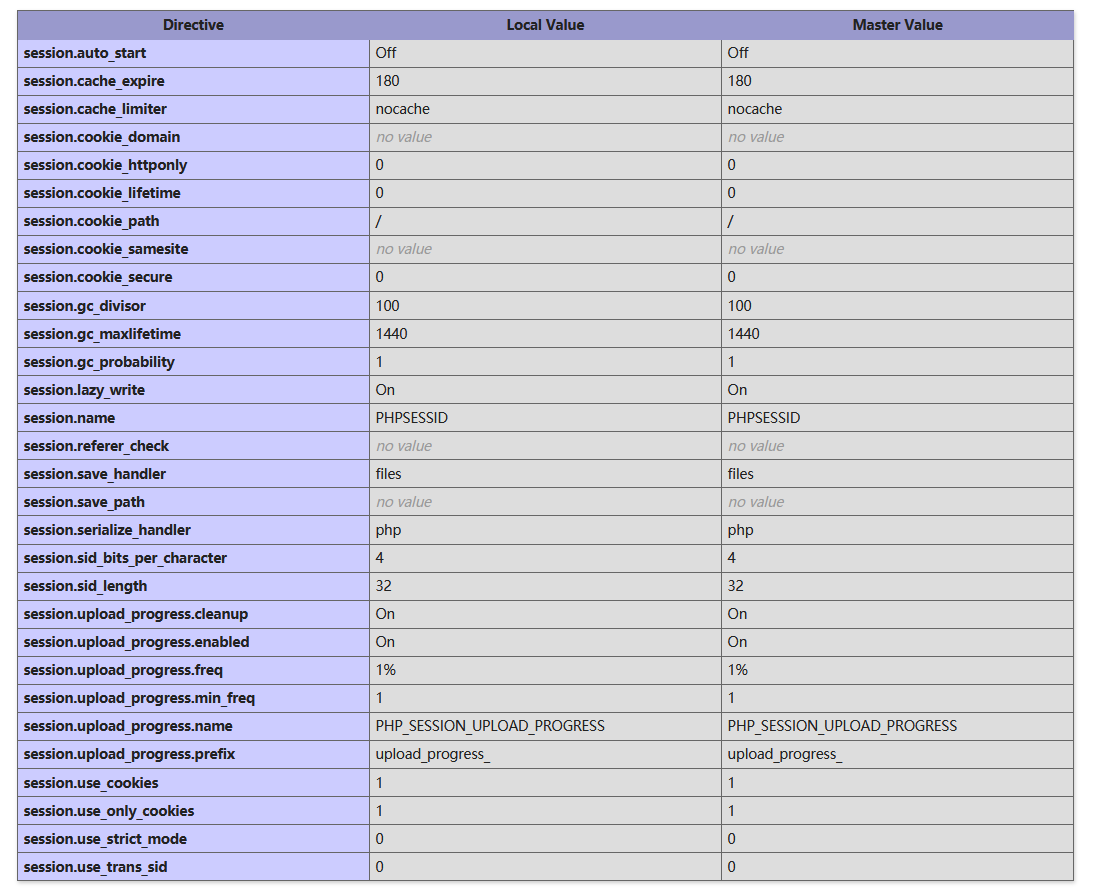 Directive Local Value Master Value
session.auto_start Off Off
session.cache_expire 180 180
session.cache_limiter nocache nocache
session.cookie_domain no value no value
session.cookie_httponly 0 0
session.cookie_lifetime 0 0
session.cookie_path / /
session.cookie_samesite no value no value
session.cookie_secure 0 0
session.gc_divisor 100 100
session.gc_maxlifetime 1440 1440
session.gc_probability 1 1
session.lazy_write On On
session.name PHPSESSID PHPSESSID
session.referer_check no value no value
session.save_handler files files
session.save_path no value no value
session.serialize_handler php php
session.sid_bits_per_character 4 4
session.sid_length 32 32
session.upload_progress.cleanup On On
session.upload_progress.enabled On On
session.upload_progress.freq 1% 1%
session.upload_progress.min_freq 1 1
session.upload_progress.name PHP_SESSION_UPLOAD_PROGRESS PHP_SESSION_UPLOAD_PROGRESS
session.upload_progress.prefix upload_progress_ upload_progress_
session.use_cookies 1 1
session.use_only_cookies 1 1
session.use_strict_mode 0 0
session.use_trans_sid 0 0